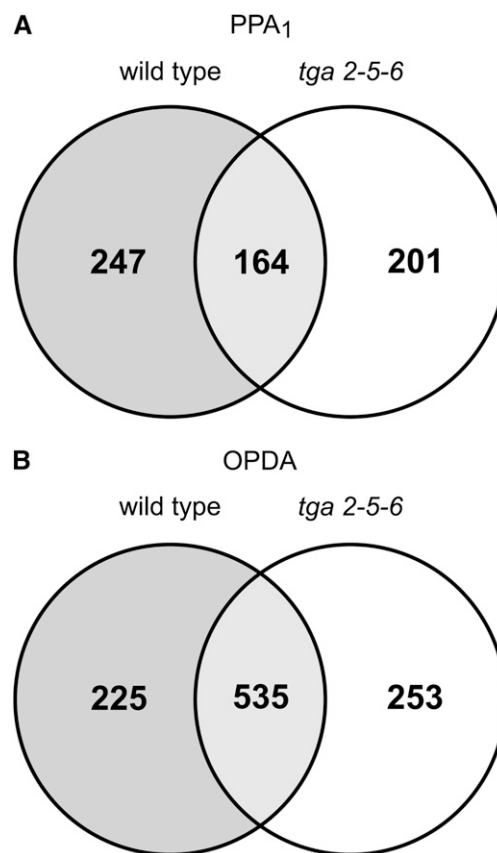 A PPA₁
wild type tga 2-5-6
247 164 201
B OPDA
wild type tga 2-5-6
225 535 253